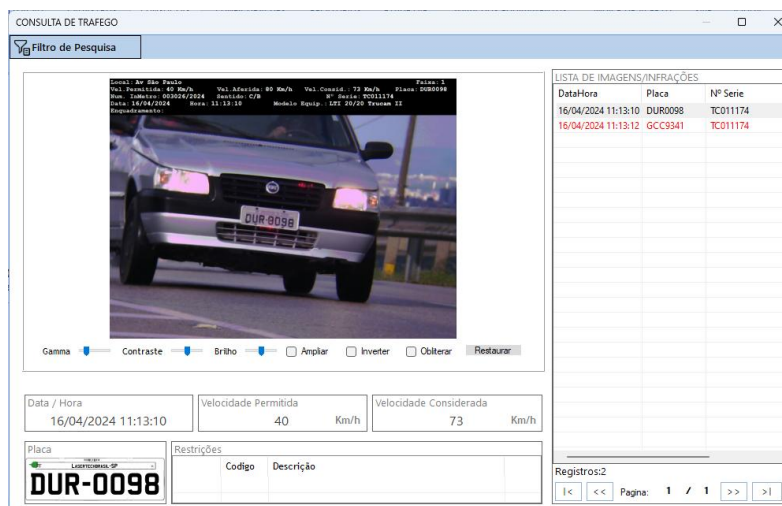 CONSULTA DE TRAFEGO
Filtro de Pesquisa
Local: Av São Paulo Faixa: 1
Vel.Permitida: 40 Km/h Vel.Aferida: 80 Km/h Vel.Consid.: 73 Km/h Placa: DUR0098
Num. InMetro: 003026/2024 Sentido: C/B Nº Serie: TC011174
Data: 16/04/2024 Hora: 11:13:10 Modelo Equip.: LTI 20/20 Trucam II
Enquadramento:
DUR-0098
Gamma Contraste Brilho Ampliar Inverter Obliterar Restaurar
Data / Hora
16/04/2024 11:13:10
Velocidade Permitida
40 Km/h
Velocidade Considerada
73 Km/h
Placa
LASERTECHBRASIL-SP
DUR-0098
Restrições
Codigo Descrição
LISTA DE IMAGENS/INFRAÇÕES
DataHora Placa Nº Serie
16/04/2024 11:13:10 DUR0098 TC011174
16/04/2024 11:13:12 GCC9341 TC011174
Registros:2
|< << Pagina: 1 / 1 >> >|